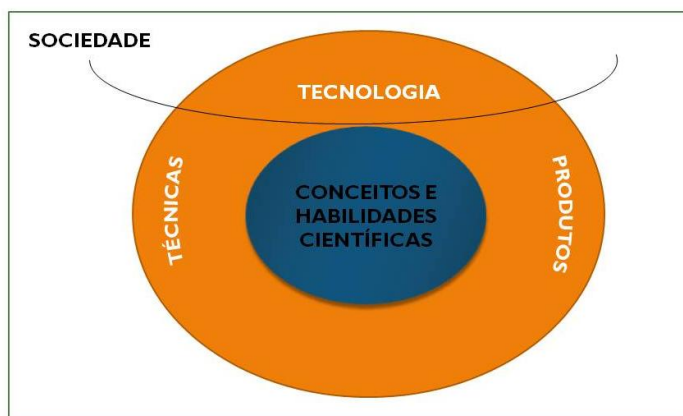 SOCIEDADE
TECNOLOGIA
TÉCNICAS
CONCEITOS E
HABILIDADES
CIENTÍFICAS
PRODUTOS